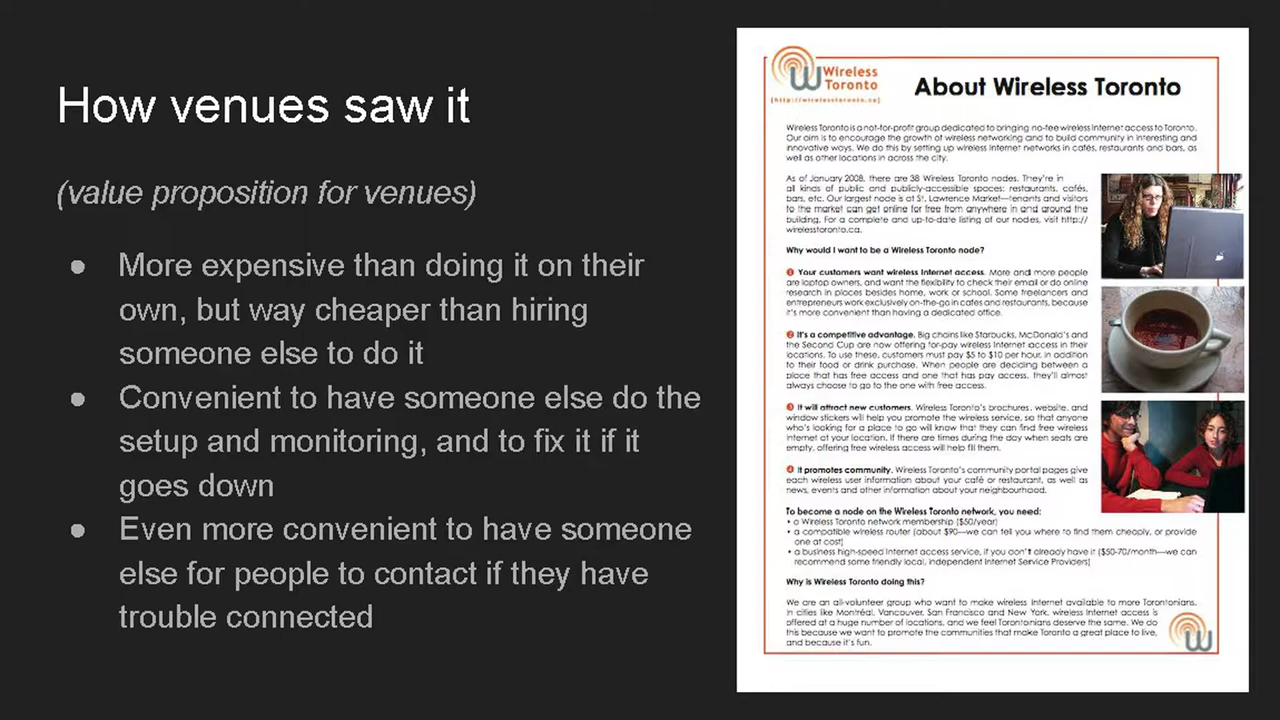 How venues saw it
(value proposition for venues)
● More expensive than doing it on their
own, but way cheaper than hiring
someone else to do it
● Convenient to have someone else do the
setup and monitoring, and to fix it if it
goes down
● Even more convenient to have someone
else for people to contact if they have
trouble connected
Wireless
Toronto
[http://wirelesstoronto.ca]
About Wireless Toronto
Wireless Toronto is a not-for-profit group dedicated to bringing no-fee wireless Internet access to Toronto.
Our aim is to encourage the growth of wireless networking and to build community in interesting and
innovative ways. We do this by setting up wireless Internet networks in cafés, restaurants and bars, as
well as other locations in across the city.
As of January 2008, there are 38 Wireless Toronto nodes. They're in
all kinds of public and publicly-accessible spaces: restaurants, cafés,
bars, etc. Our largest node is at St. Lawrence Market—tenants and visitors
to the market can get online for free from anywhere in and around the
building. For a complete and up-to-date listing of our nodes, visit http://
wirelesstoronto.ca.
Why would I want to be a Wireless Toronto node?
1 Your customers want wireless Internet access. More and more people
are laptop owners, and want the flexibility to check their email or do online
research in places besides home, work or school. Some freelancers and
entrepreneurs work exclusively on-the-go in cafes and restaurants, because
it's more convenient than having a dedicated office.
2 It's a competitive advantage. Big chains like Starbucks, McDonald's and
the Second Cup are now offering for-pay wireless Internet access in their
locations. To use these, customers must pay $5 to $10 per hour, in addition
to their food or drink purchase. When people are deciding between a
place that has free access and one that has pay access, they'll almost
always choose to go to the one with free access.
3 It will attract new customers. Wireless Toronto's brochures, website, and
window stickers will help you promote the wireless service, so that anyone
who's looking for a place to go will know that they can find free wireless
Internet at your location. If there are times during the day when seats are
empty, offering free wireless access will help fill them.
4 It promotes community. Wireless Toronto's community portal pages give
each wireless user information about your café or restaurant, as well as
news, events and other information about your neighbourhood.
To become a node on the Wireless Toronto network, you need:
• a Wireless Toronto network membership ($50/year)
• a compatible wireless router (about $90—we can tell you where to find them cheaply, or provide
one at cost)
• a business high-speed Internet access service, if you don't already have it ($50-70/month—we can
recommend some friendly local, independent Internet Service Providers)
Why is Wireless Toronto doing this?
We are an all-volunteer group who want to make wireless Internet available to more Torontonians.
In cities like Montréal, Vancouver, San Francisco and New York, wireless Internet access is
offered at a huge number of locations, and we feel Torontonians deserve the same. We do
this because we want to promote the communities that make Toronto a great place to live,
and because it's fun.